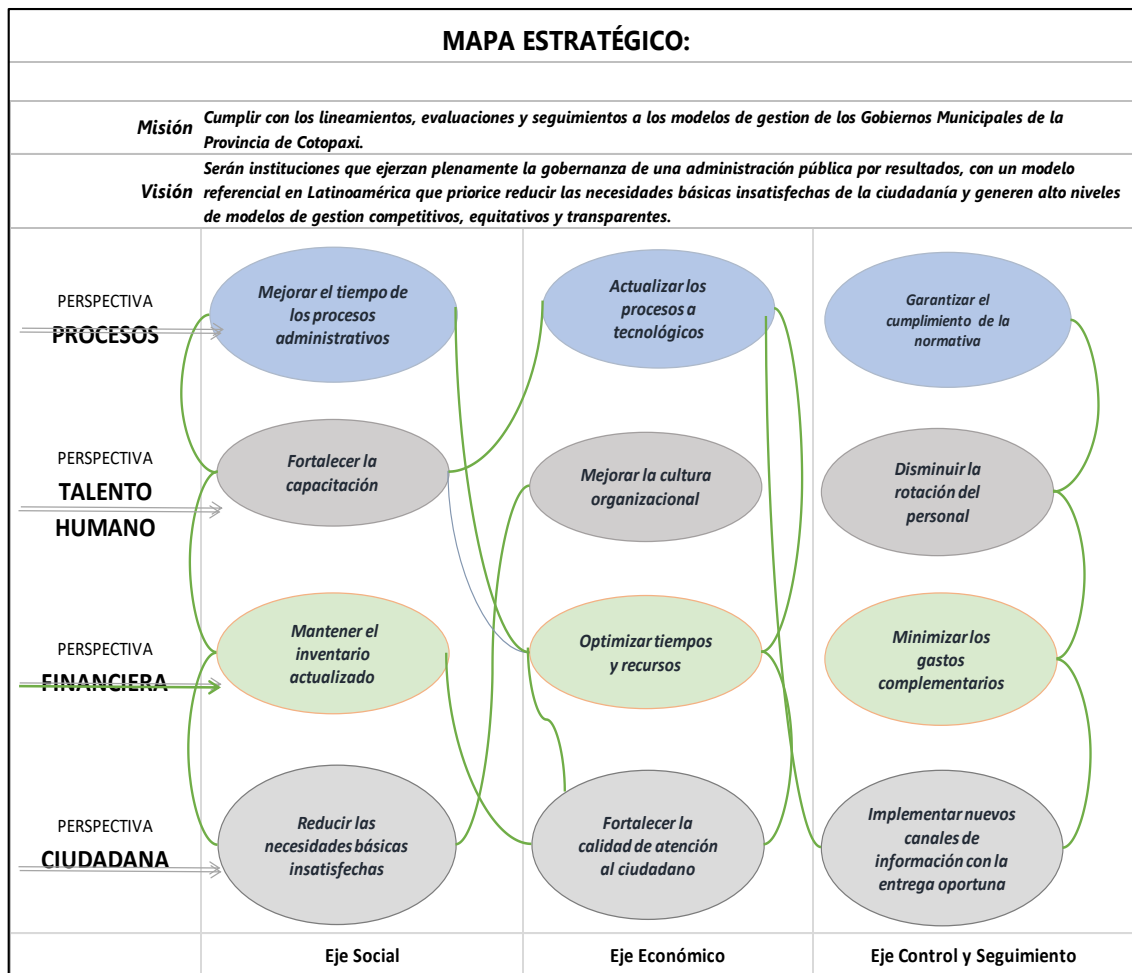 MAPA ESTRATÉGICO:
Misión
Cumplir con los lineamientos, evaluaciones y seguimientos a los modelos de gestion de los Gobiernos Municipales de la
Provincia de Cotopaxi.
Visión
Serán instituciones que ejerzan plenamente la gobernanza de una administración pública por resultados, con un modelo
referencial en Latinoamérica que priorice reducir las necesidades básicas insatisfechas de la ciudadanía y generen alto niveles
de modelos de gestion competitivos, equitativos y transparentes.
PERSPECTIVA
PROCESOS
Mejorar el tiempo de
los procesos
administrativos
Actualizar los
procesos a
tecnológicos
Garantizar el
cumplimiento de la
normativa
PERSPECTIVA
TALENTO
HUMANO
Fortalecer la
capacitación
Mejorar la cultura
organizacional
Disminuir la
rotación del
personal
PERSPECTIVA
FINANCIERA
Mantener el
inventario
actualizado
Optimizar tiempos
y recursos
Minimizar los
gastos
complementarios
PERSPECTIVA
CIUDADANA
Reducir las
necesidades básicas
insatisfechas
Fortalecer la
calidad de atención
al ciudadano
Implementar nuevos
canales de
información con la
entrega oportuna
Eje Social
Eje Económico
Eje Control y Seguimiento